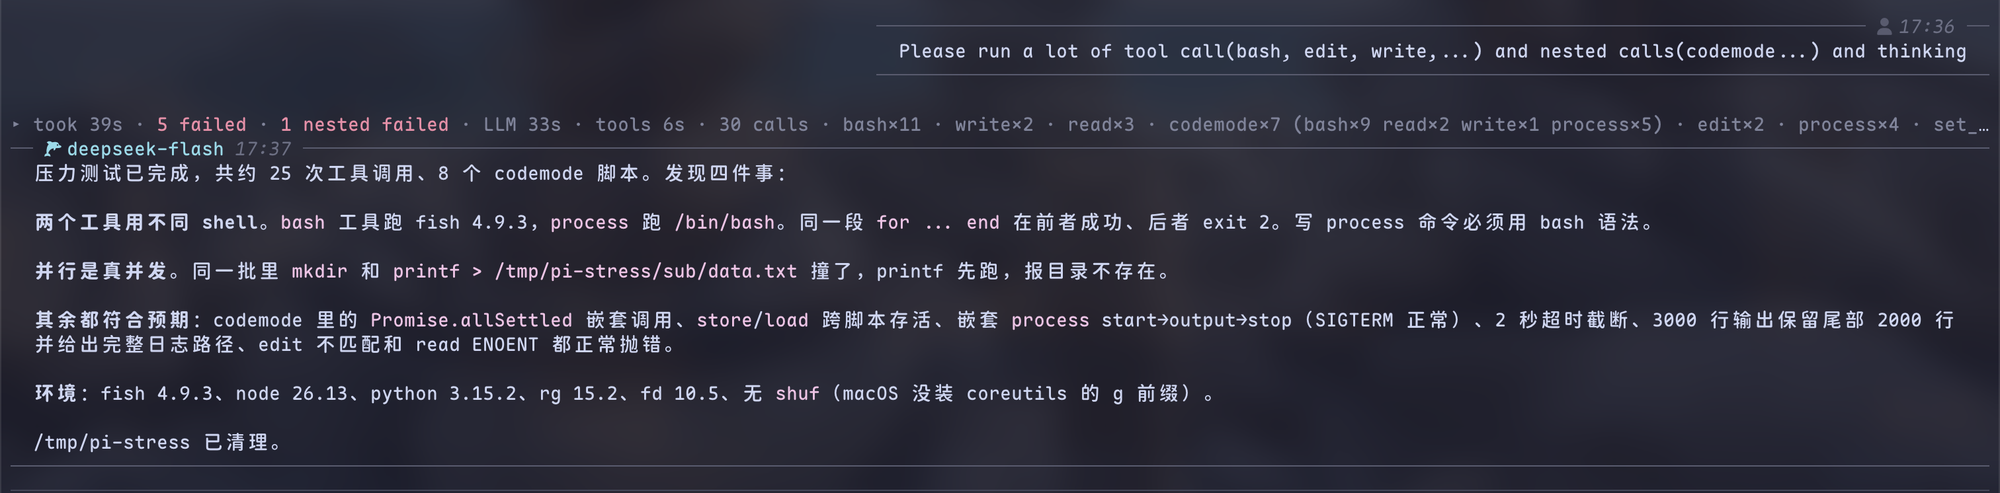 17:36
Please run a lot of tool call(bash, edit, write,...) and nested calls(codemode...) and thinking
▸ took 39s · 5 failed · 1 nested failed · LLM 33s · tools 6s · 30 calls · bash×11 · write×2 · read×3 · codemode×7 (bash×9 read×2 write×1 process×5) · edit×2 · process×4 · set_…
deepseek-flash 17:37
压力测试已完成，共约 25 次工具调用、8 个 codemode 脚本。发现四件事：
两个工具用不同 shell。bash 工具跑 fish 4.9.3，process 跑 /bin/bash。同一段 for ... end 在前者成功、后者 exit 2。写 process 命令必须用 bash 语法。
并行是真并发。同一批里 mkdir 和 printf > /tmp/pi-stress/sub/data.txt 撞了，printf 先跑，报目录不存在。
其余都符合预期：codemode 里的 Promise.allSettled 嵌套调用、store/load 跨脚本存活、嵌套 process start→output→stop（SIGTERM 正常）、2 秒超时截断、3000 行输出保留尾部 2000 行
并给出完整日志路径、edit 不匹配和 read ENOENT 都正常抛错。
环境：fish 4.9.3、node 26.13、python 3.15.2、rg 15.2、fd 10.5、无 shuf（macOS 没装 coreutils 的 g 前缀）。
/tmp/pi-stress 已清理。